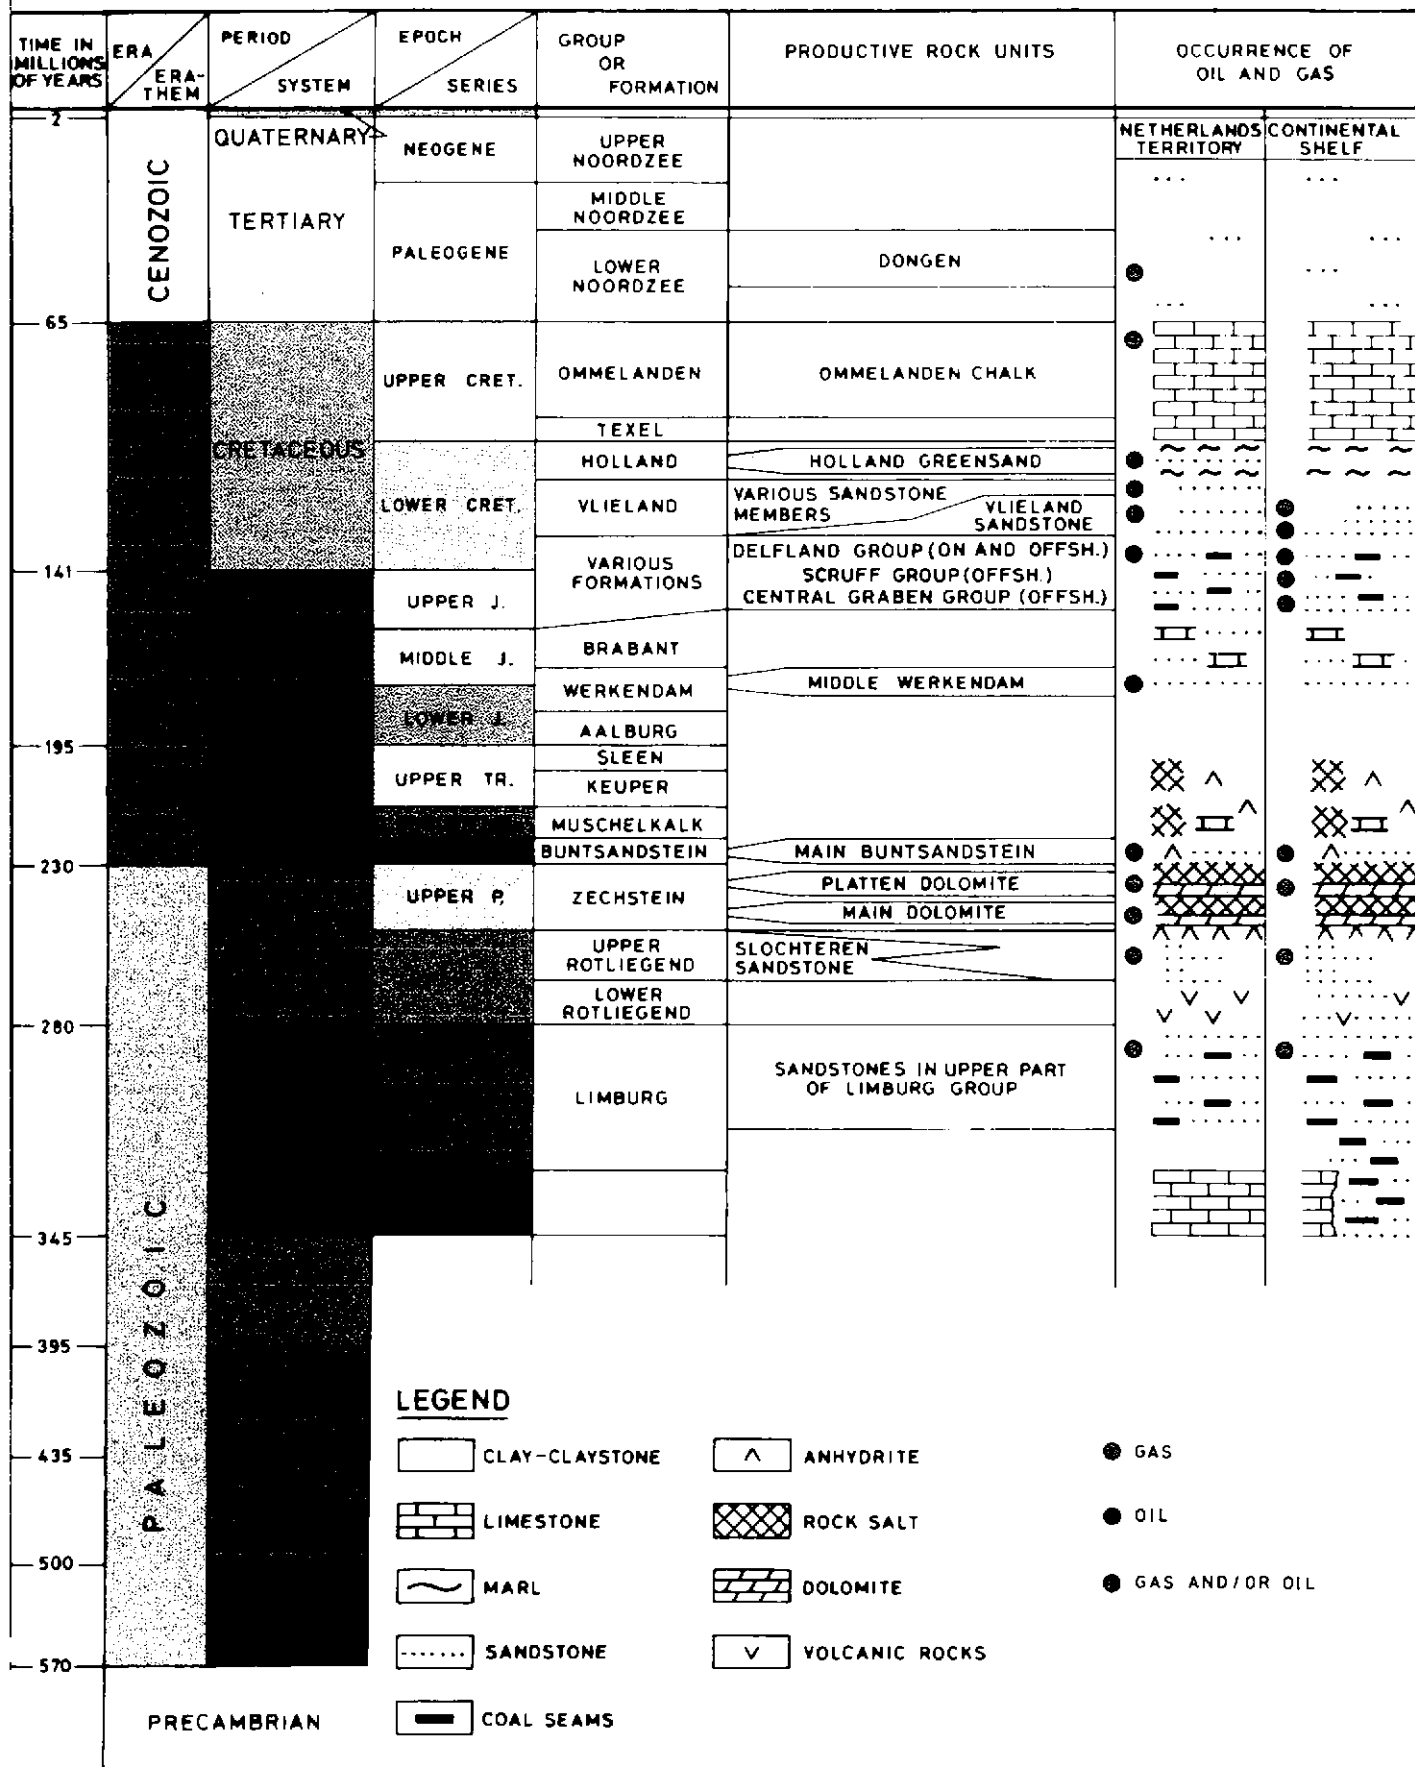 TIME IN
MILLIONS
OF YEARS
ERA
ERA-
THEM
PERIOD
SYSTEM
EPOCH
SERIES
GROUP
OR
FORMATION
PRODUCTIVE ROCK UNITS
OCCURRENCE OF
OIL AND GAS
NETHERLANDS
TERRITORY
CONTINENTAL
SHELF
2
65
141
195
230
280
345
395
435
500
570
CENOZOIC
PALEOZOIC
PRECAMBRIAN
QUATERNARY
TERTIARY
CRETACEOUS
NEOGENE
PALEOGENE
UPPER CRET.
LOWER CRET.
UPPER J.
MIDDLE J.
LOWER J.
UPPER TR.
UPPER P.
UPPER
NOORDZEE
MIDDLE
NOORDZEE
LOWER
NOORDZEE
OMMELANDEN
TEXEL
HOLLAND
VLIELAND
VARIOUS
FORMATIONS
BRABANT
WERKENDAM
AALBURG
SLEEN
KEUPER
MUSCHELKALK
BUNTSANDSTEIN
ZECHSTEIN
UPPER
ROTLIEGEND
LOWER
ROTLIEGEND
LIMBURG
DONGEN
OMMELANDEN CHALK
HOLLAND GREENSAND
VARIOUS SANDSTONE
MEMBERS
VLIELAND
SANDSTONE
DELFLAND GROUP (ON AND OFFSH.)
SCRUFF GROUP (OFFSH.)
CENTRAL GRABEN GROUP (OFFSH.)
MIDDLE WERKENDAM
MAIN BUNTSANDSTEIN
PLATTEN DOLOMITE
MAIN DOLOMITE
SLOCHTEREN
SANDSTONE
SANDSTONES IN UPPER PART
OF LIMBURG GROUP
LEGEND
CLAY-CLAYSTONE
LIMESTONE
MARL
SANDSTONE
COAL SEAMS
ANHYDRITE
ROCK SALT
DOLOMITE
VOLCANIC ROCKS
GAS
OIL
GAS AND/OR OIL